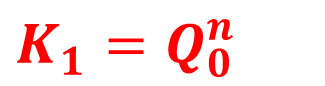 K₁ = Q₀ⁿ